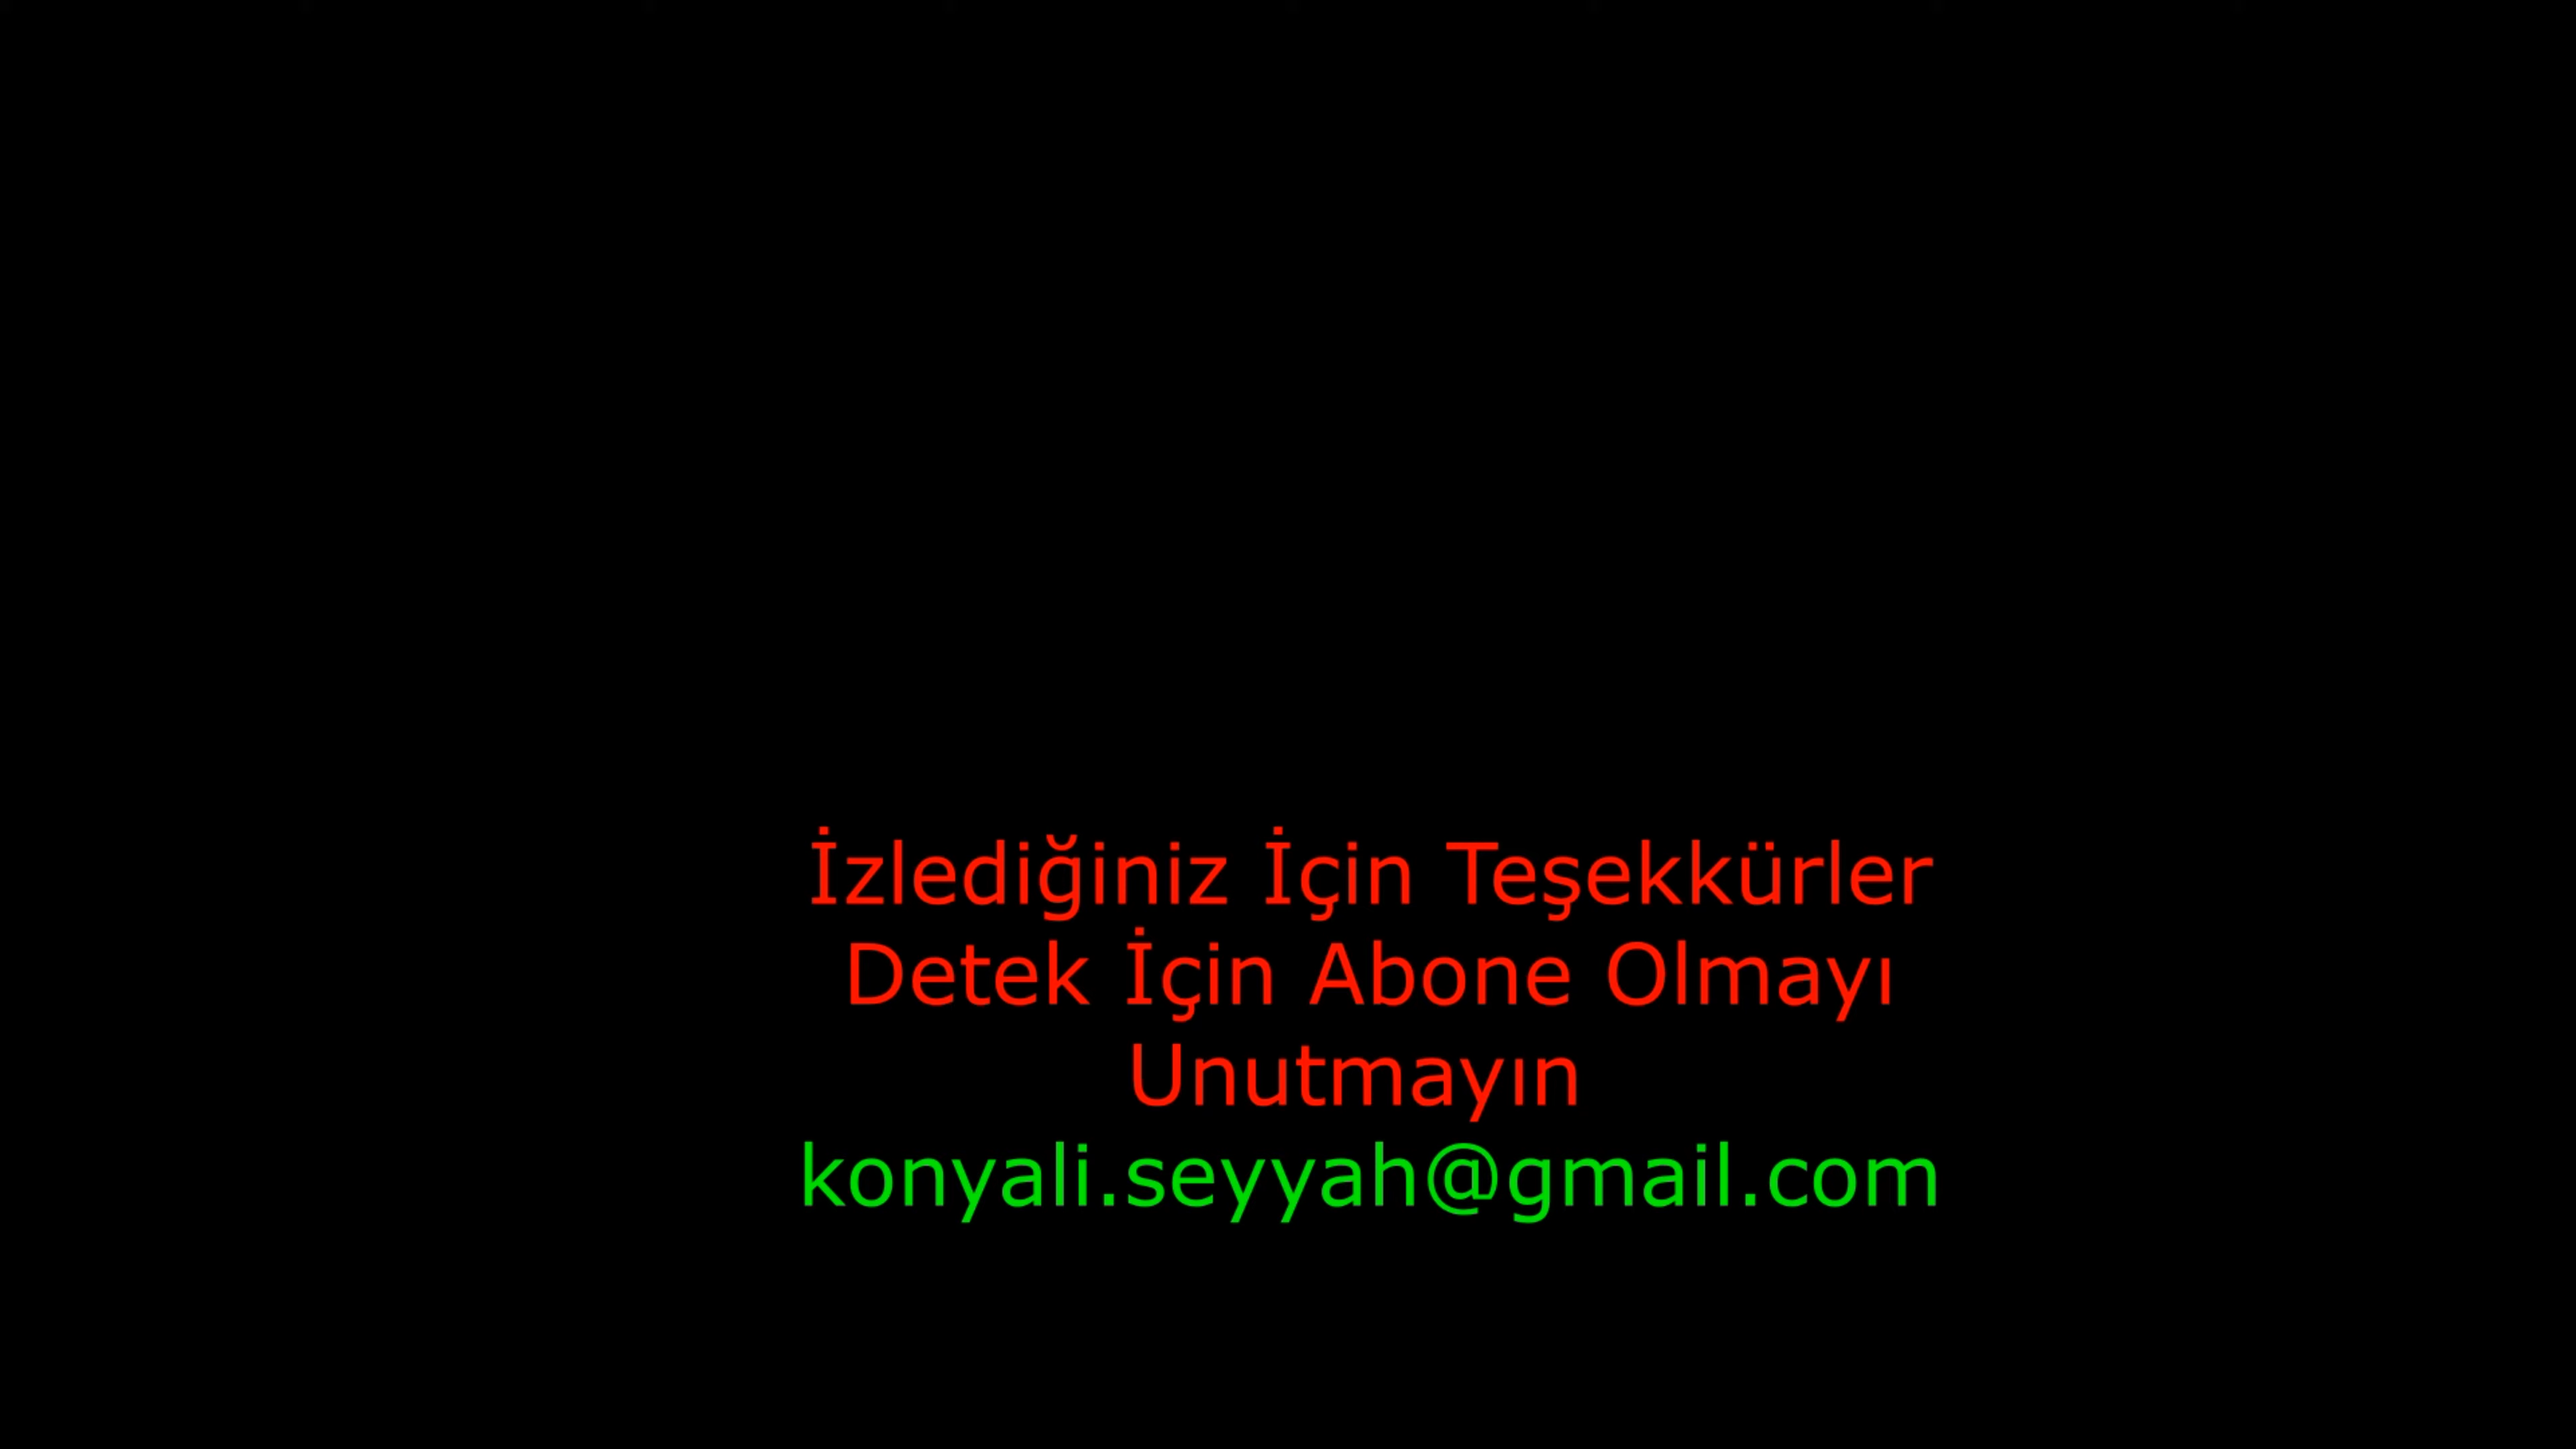 İzlediğiniz İçin Teşekkürler
Detek İçin Abone Olmayı
Unutmayın
konyali.seyyah@gmail.com